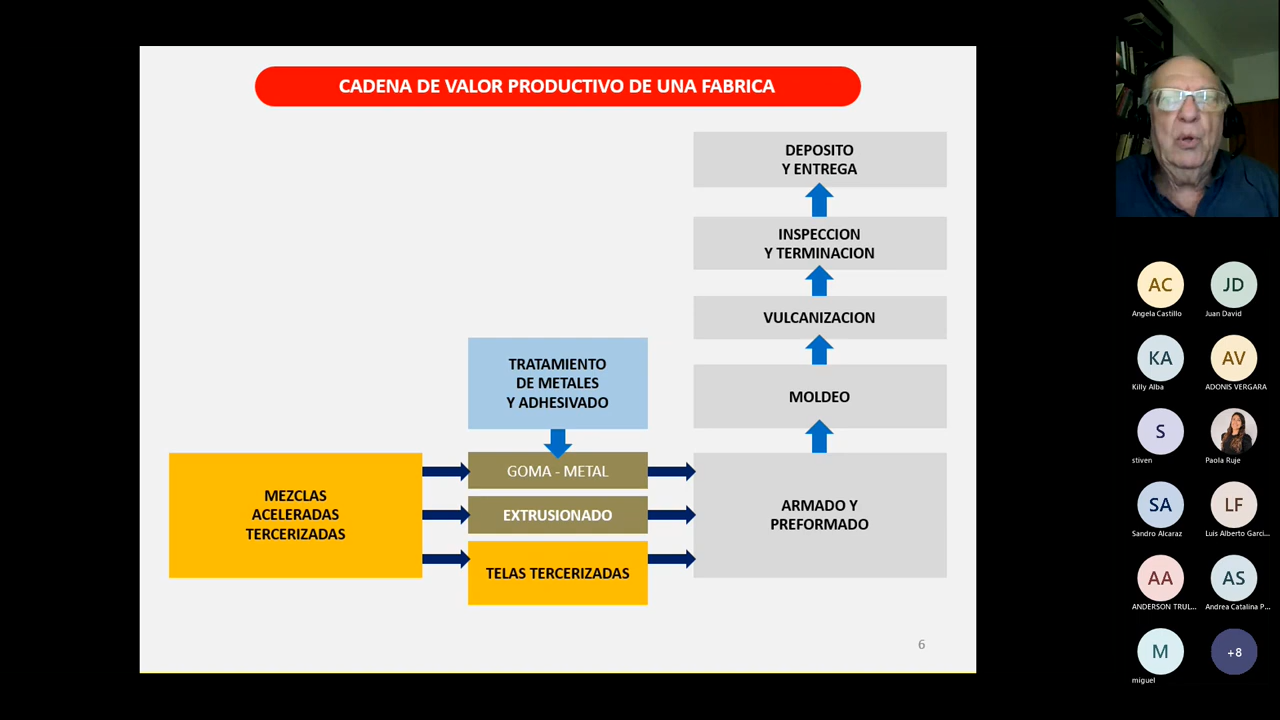 CADENA DE VALOR PRODUCTIVO DE UNA FABRICA
DEPOSITO
Y ENTREGA
INSPECCION
Y TERMINACION
VULCANIZACION
MOLDEO
TRATAMIENTO
DE METALES
Y ADHESIVADO
GOMA - METAL
EXTRUSIONADO
TELAS TERCERIZADAS
MEZCLAS
ACELERADAS
TERCERIZADAS
ARMADO Y
PREFORMADO
6
AC
Angela Castillo
JD
Juan David
KA
Killy Alba
AV
ADONIS VERGARA
S
stiven
Paola Ruje
SA
Sandro Alcaraz
LF
Luis Alberto Garci...
AA
ANDERSON TRUL...
AS
Andrea Catalina P...
M
miguel
+8